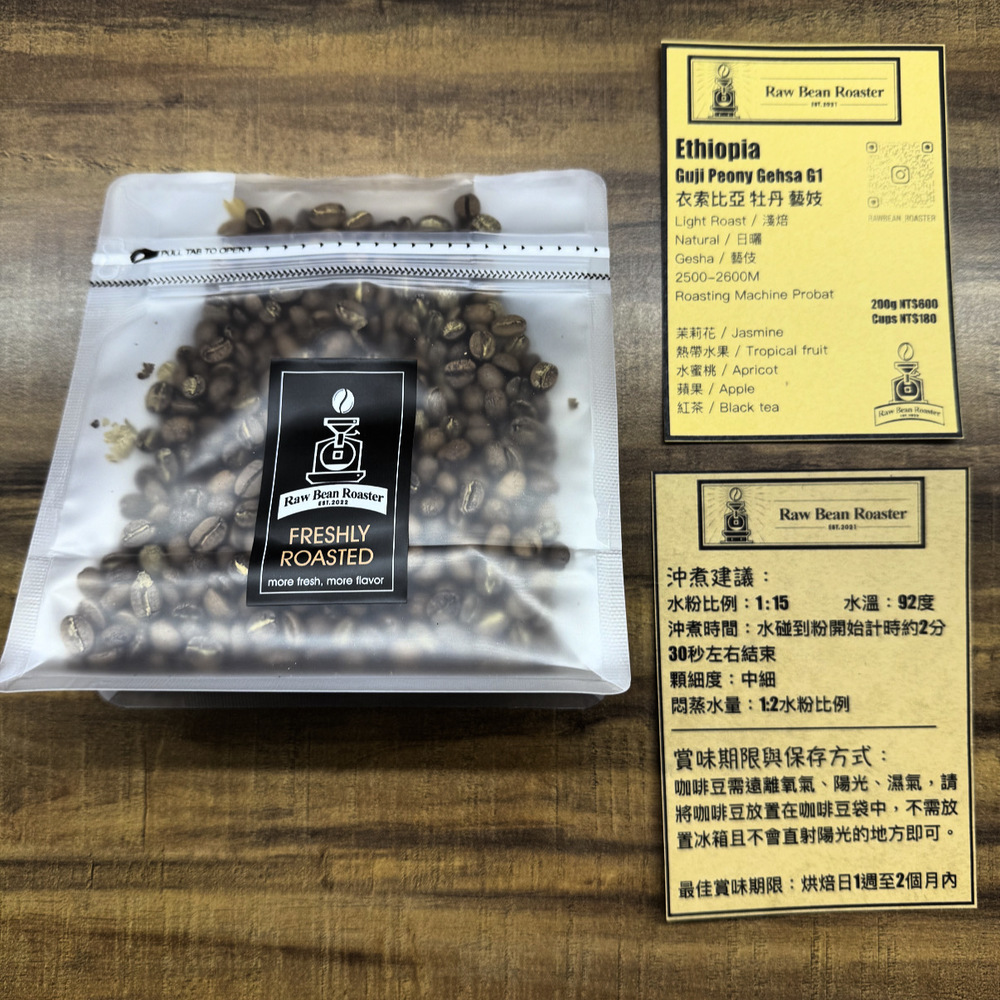 PULL TAB TO OPEN
Raw Bean Roaster
EST.2022
FRESHLY
ROASTED
more fresh, more flavor
Raw Bean Roaster
EST.2021
Ethiopia
Guji Peony Gehsa G1
衣索比亞 牡丹 藝妓
Light Roast / 淺焙
Natural / 日曬
Gesha / 藝伎
2500-2600M
Roasting Machine Probat
RAWBEAN_ROASTER
200g NT$600
Cups NT$180
茉莉花 / Jasmine
熱帶水果 / Tropical fruit
水蜜桃 / Apricot
蘋果 / Apple
紅茶 / Black tea
Raw Bean Roaster
Raw Bean Roaster
EST.2021
沖煮建議：
水粉比例：1:15 水溫：92度
沖煮時間：水碰到粉開始計時約2分
30秒左右結束
顆細度：中細
悶蒸水量：1:2水粉比例
賞味期限與保存方式：
咖啡豆需遠離氧氣、陽光、濕氣，請
將咖啡豆放置在咖啡豆袋中，不需放
置冰箱且不會直射陽光的地方即可。
最佳賞味期限：烘焙日1週至2個月內